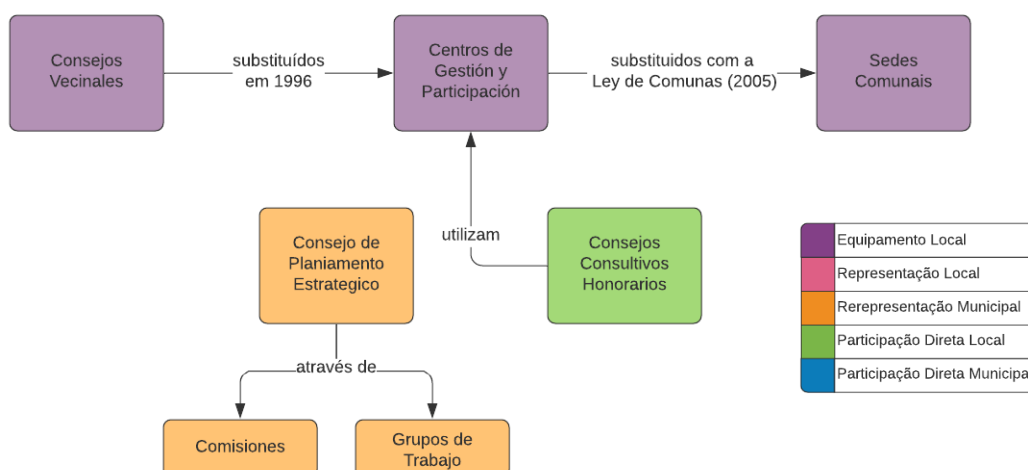 Consejos
Vecinales
substituídos
em 1996
Centros de
Gestión y
Participación
substituidos com a
Ley de Comunas (2005)
Sedes
Comunais
Consejo de
Planiamento
Estrategico
utilizam
Consejos
Consultivos
Honorarios
Equipamento Local
Representação Local
Rerepresentação Municipal
Participação Direta Local
Participação Direta Municipal
através de
Comisiones
Grupos de
Trabajo